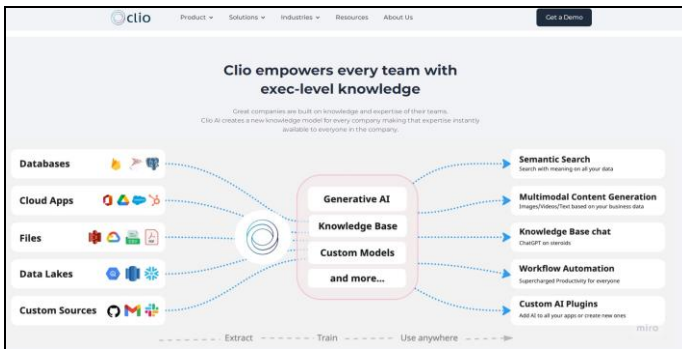 clio
Product Solutions Industries Resources About Us
Get a Demo
Clio empowers every team with
exec-level knowledge
Great companies are built on knowledge and expertise of their teams.
Clio AI creates a new knowledge model for every company making that expertise instantly
available to everyone in the company.
Databases
Cloud Apps
Files
Data Lakes
Custom Sources
Generative AI
Knowledge Base
Custom Models
and more...
Semantic Search
Search with meaning on all your data
Multimodal Content Generation
Images/Videos/Text based on your business data
Knowledge Base chat
ChatGPT on steroids
Workflow Automation
Supercharged Productivity for everyone
Custom AI Plugins
Add AI to all your apps or create new ones
miro
Extract Train Use anywhere